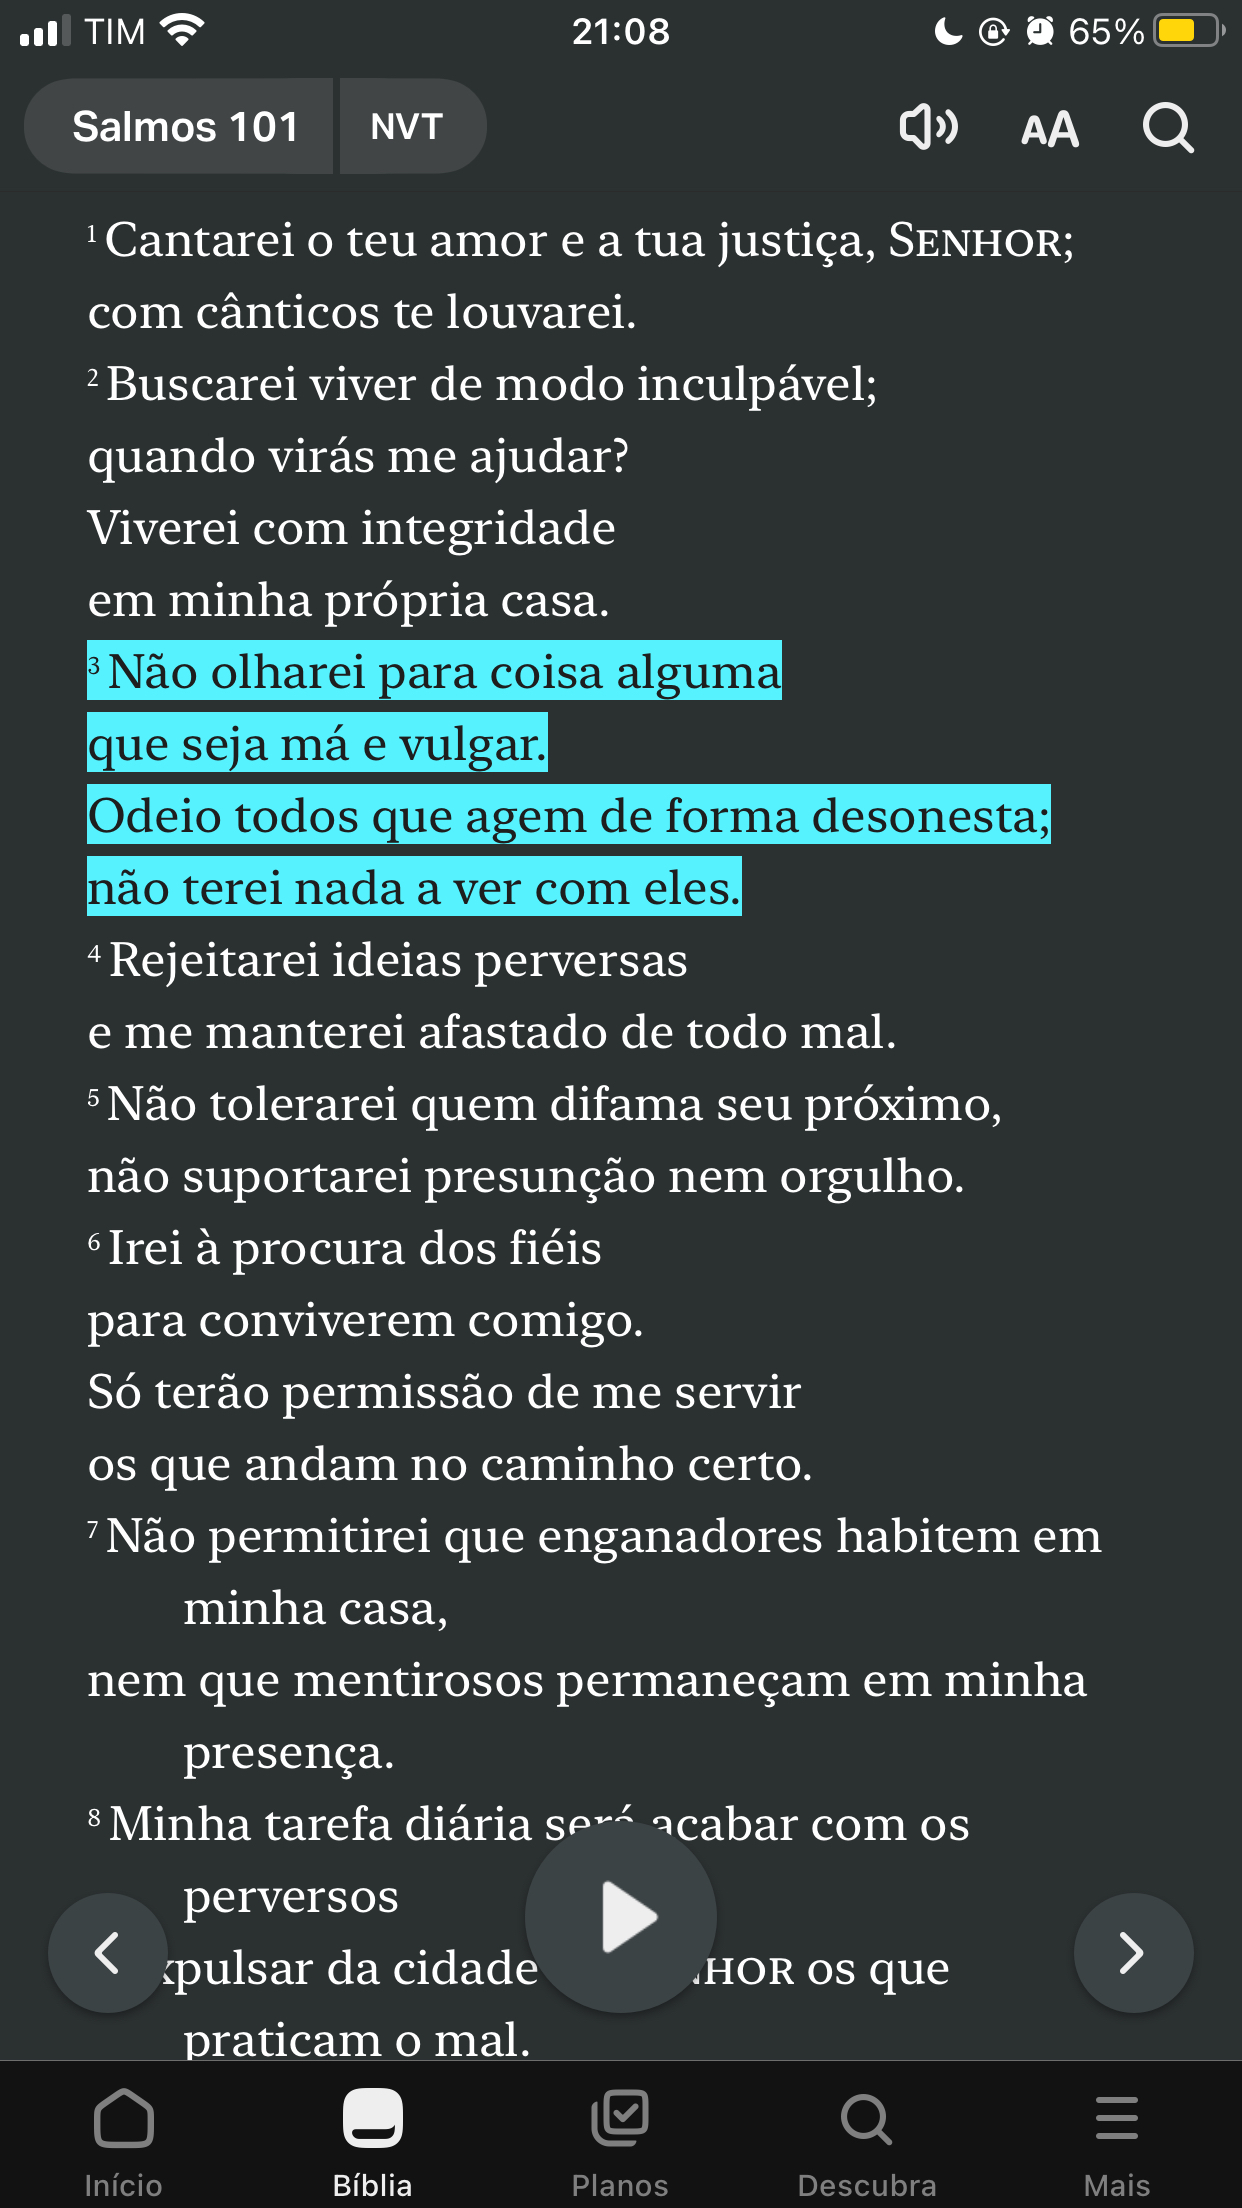 TIM 21:08 65%
Salmos 101 NVT AA
1 Cantarei o teu amor e a tua justiça, SENHOR;
com cânticos te louvarei.
2 Buscarei viver de modo inculpável;
quando virás me ajudar?
Viverei com integridade
em minha própria casa.
3 Não olharei para coisa alguma
que seja má e vulgar.
Odeio todos que agem de forma desonesta;
não terei nada a ver com eles.
4 Rejeitarei ideias perversas
e me manterei afastado de todo mal.
5 Não tolerarei quem difama seu próximo,
não suportarei presunção nem orgulho.
6 Irei à procura dos fiéis
para conviverem comigo.
Só terão permissão de me servir
os que andam no caminho certo.
7 Não permitirei que enganadores habitem em
minha casa,
nem que mentirosos permaneçam em minha
presença.
8 Minha tarefa diária será acabar com os
perversos
xpulsar da cidade NHOR os que
praticam o mal.
Início Bíblia Planos Descubra Mais